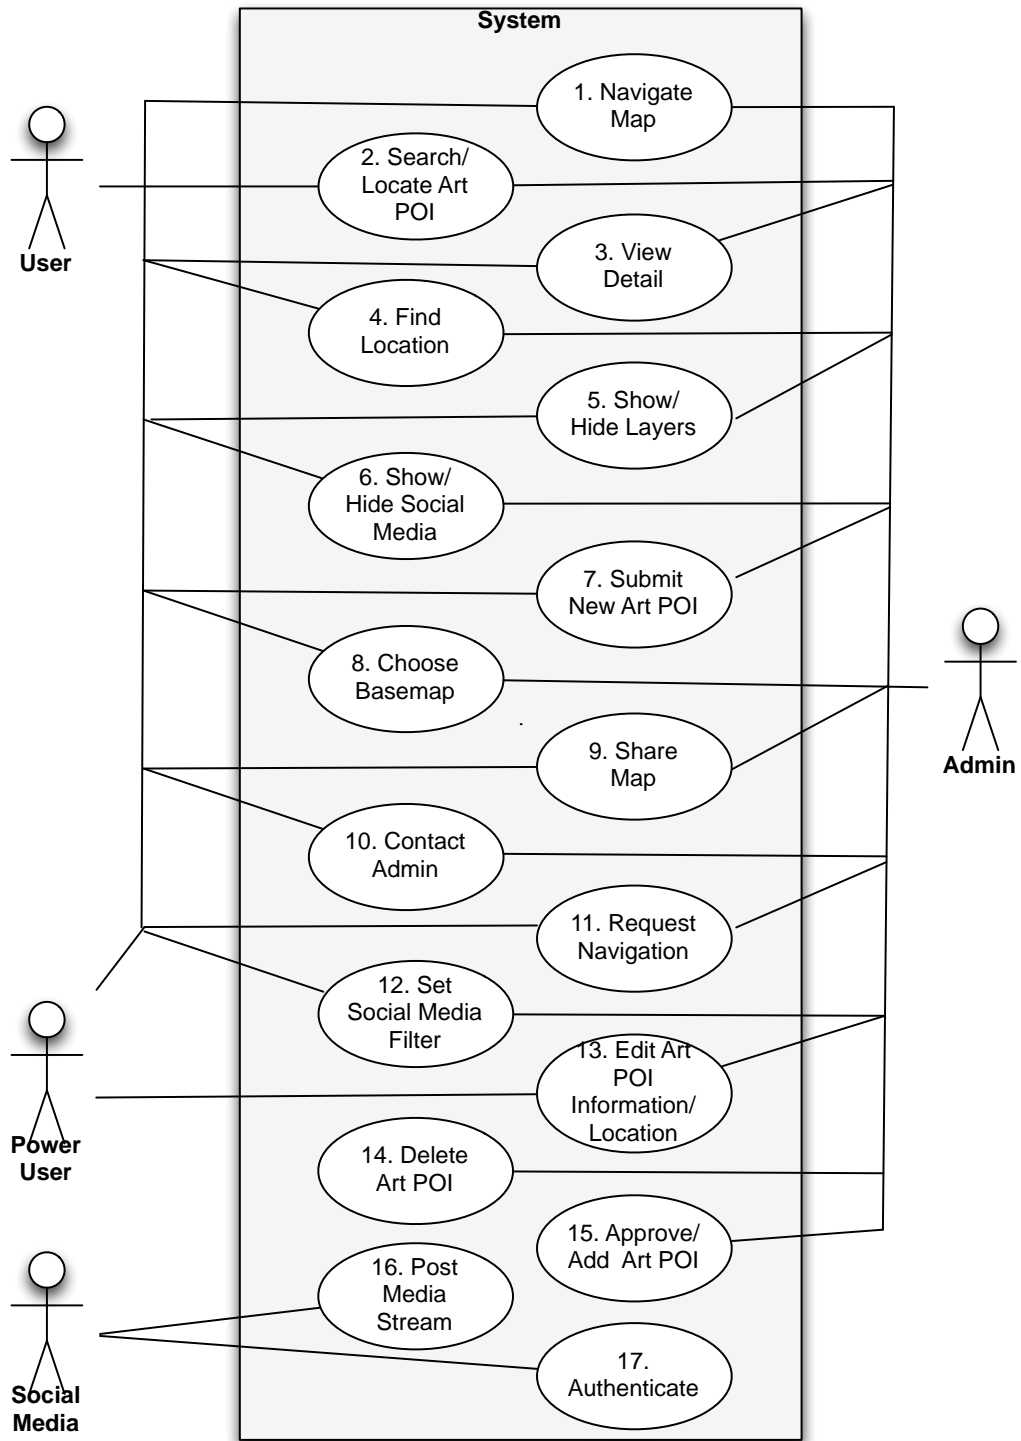 System
1. Navigate
Map
2. Search/
Locate Art
POI
User
3. View
Detail
4. Find
Location
5. Show/
Hide Layers
6. Show/
Hide Social
Media
7. Submit
New Art POI
8. Choose
Basemap
Admin
9. Share
Map
10. Contact
Admin
11. Request
Navigation
12. Set
Social Media
Filter
13. Edit Art
POI
Information/
Location
Power
User
14. Delete
Art POI
15. Approve/
Add  Art POI
16. Post
Media
Stream
17.
Authenticate
Social
Media